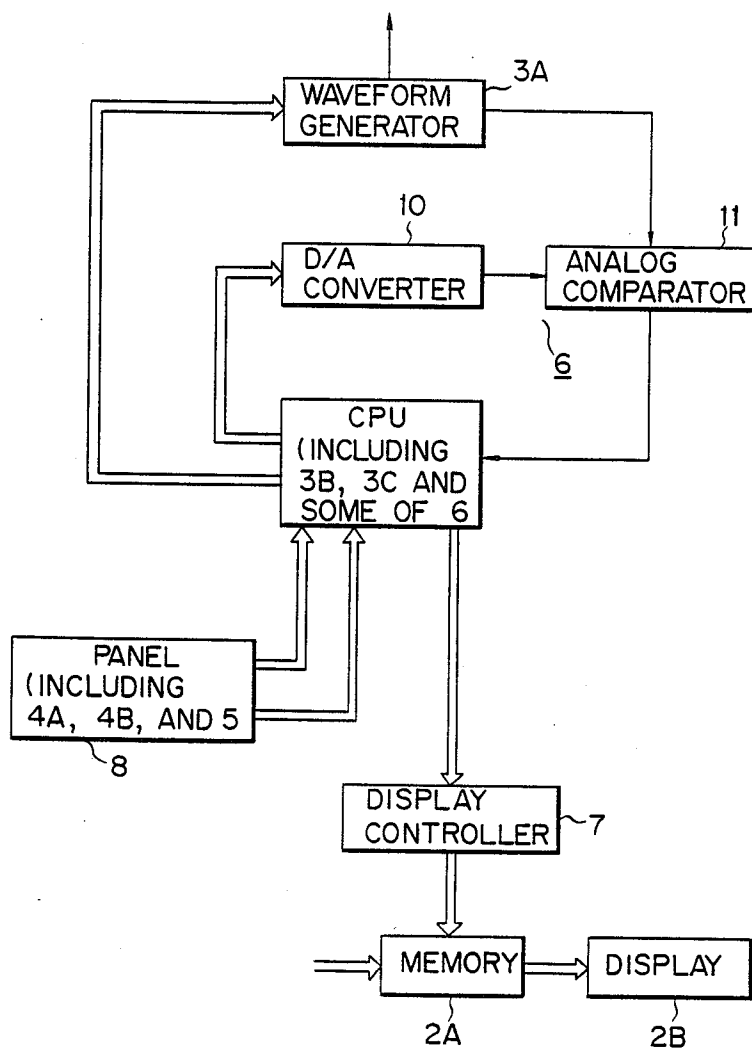 3A
WAVEFORM
GENERATOR
10
11
D/A
CONVERTER
ANALOG
COMPARATOR
6
CPU
(INCLUDING
3B, 3C AND
SOME OF 6
PANEL
(INCLUDING
4A, 4B, AND 5
8
DISPLAY
CONTROLLER
7
MEMORY
DISPLAY
2A
2B